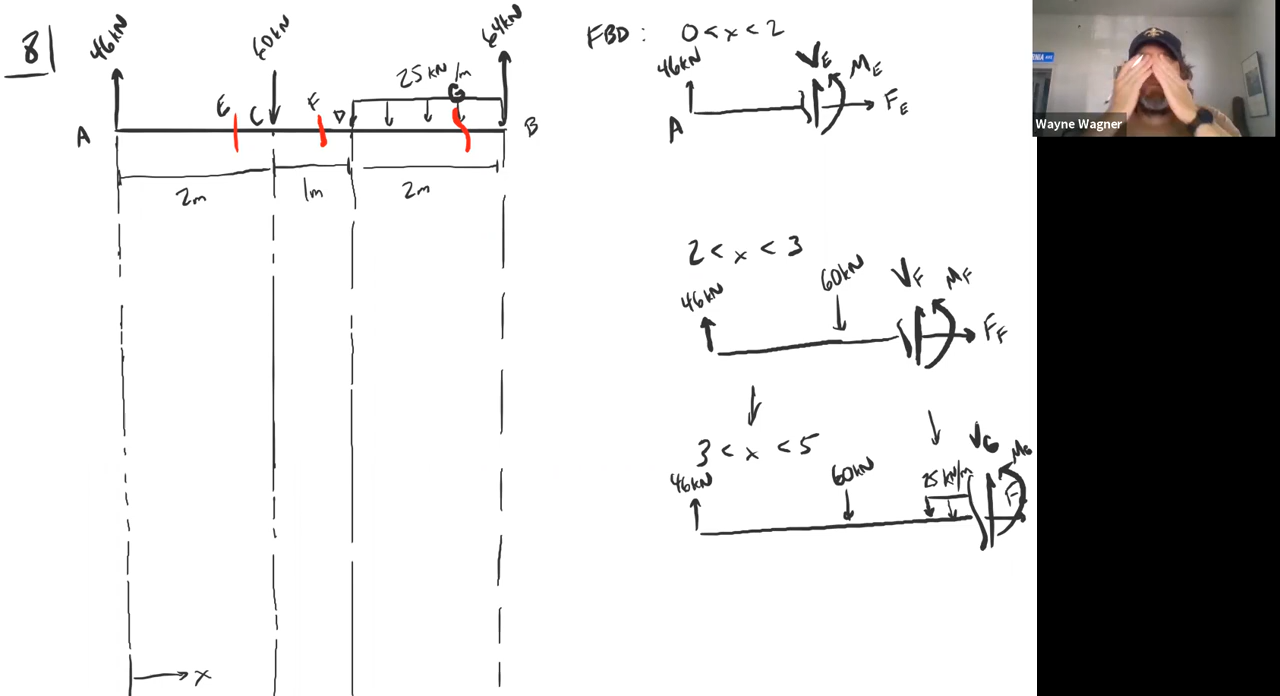 8
46kN
60kN
64kN
25 kN/m
A
E
C
F
D
G
B
2m
1m
2m
x
FBD : 0 < x < 2
46kN
A
VE
ME
FE
2 < x < 3
46kN
60kN
VF
MF
FF
3 < x < 5
46kN
60kN
25 kN/m
VG
MG
F
Wayne Wagner